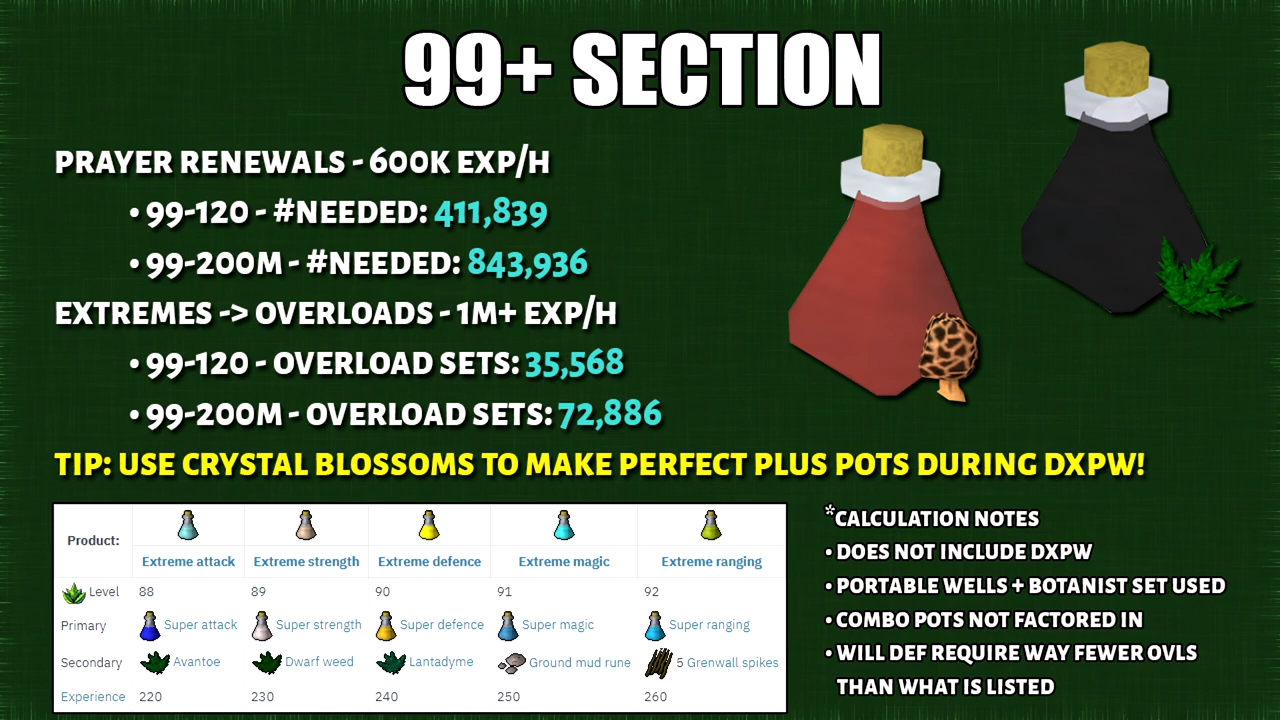 99+ SECTION
PRAYER RENEWALS - 600K EXP/H
• 99-120 - #NEEDED: 411,839
• 99-200M - #NEEDED: 843,936
EXTREMES -> OVERLOADS - 1M+ EXP/H
• 99-120 - OVERLOAD SETS: 35,568
• 99-200M - OVERLOAD SETS: 72,886
TIP: USE CRYSTAL BLOSSOMS TO MAKE PERFECT PLUS POTS DURING DXPW!
Product: Extreme attack Extreme strength Extreme defence Extreme magic Extreme ranging
Level 88 89 90 91 92
Primary Super attack Super strength Super defence Super magic Super ranging
Secondary Avantoe Dwarf weed Lantadyme Ground mud rune 5 Grenwall spikes
Experience 220 230 240 250 260
*CALCULATION NOTES
• DOES NOT INCLUDE DXPW
• PORTABLE WELLS + BOTANIST SET USED
• COMBO POTS NOT FACTORED IN
• WILL DEF REQUIRE WAY FEWER OVLS
THAN WHAT IS LISTED